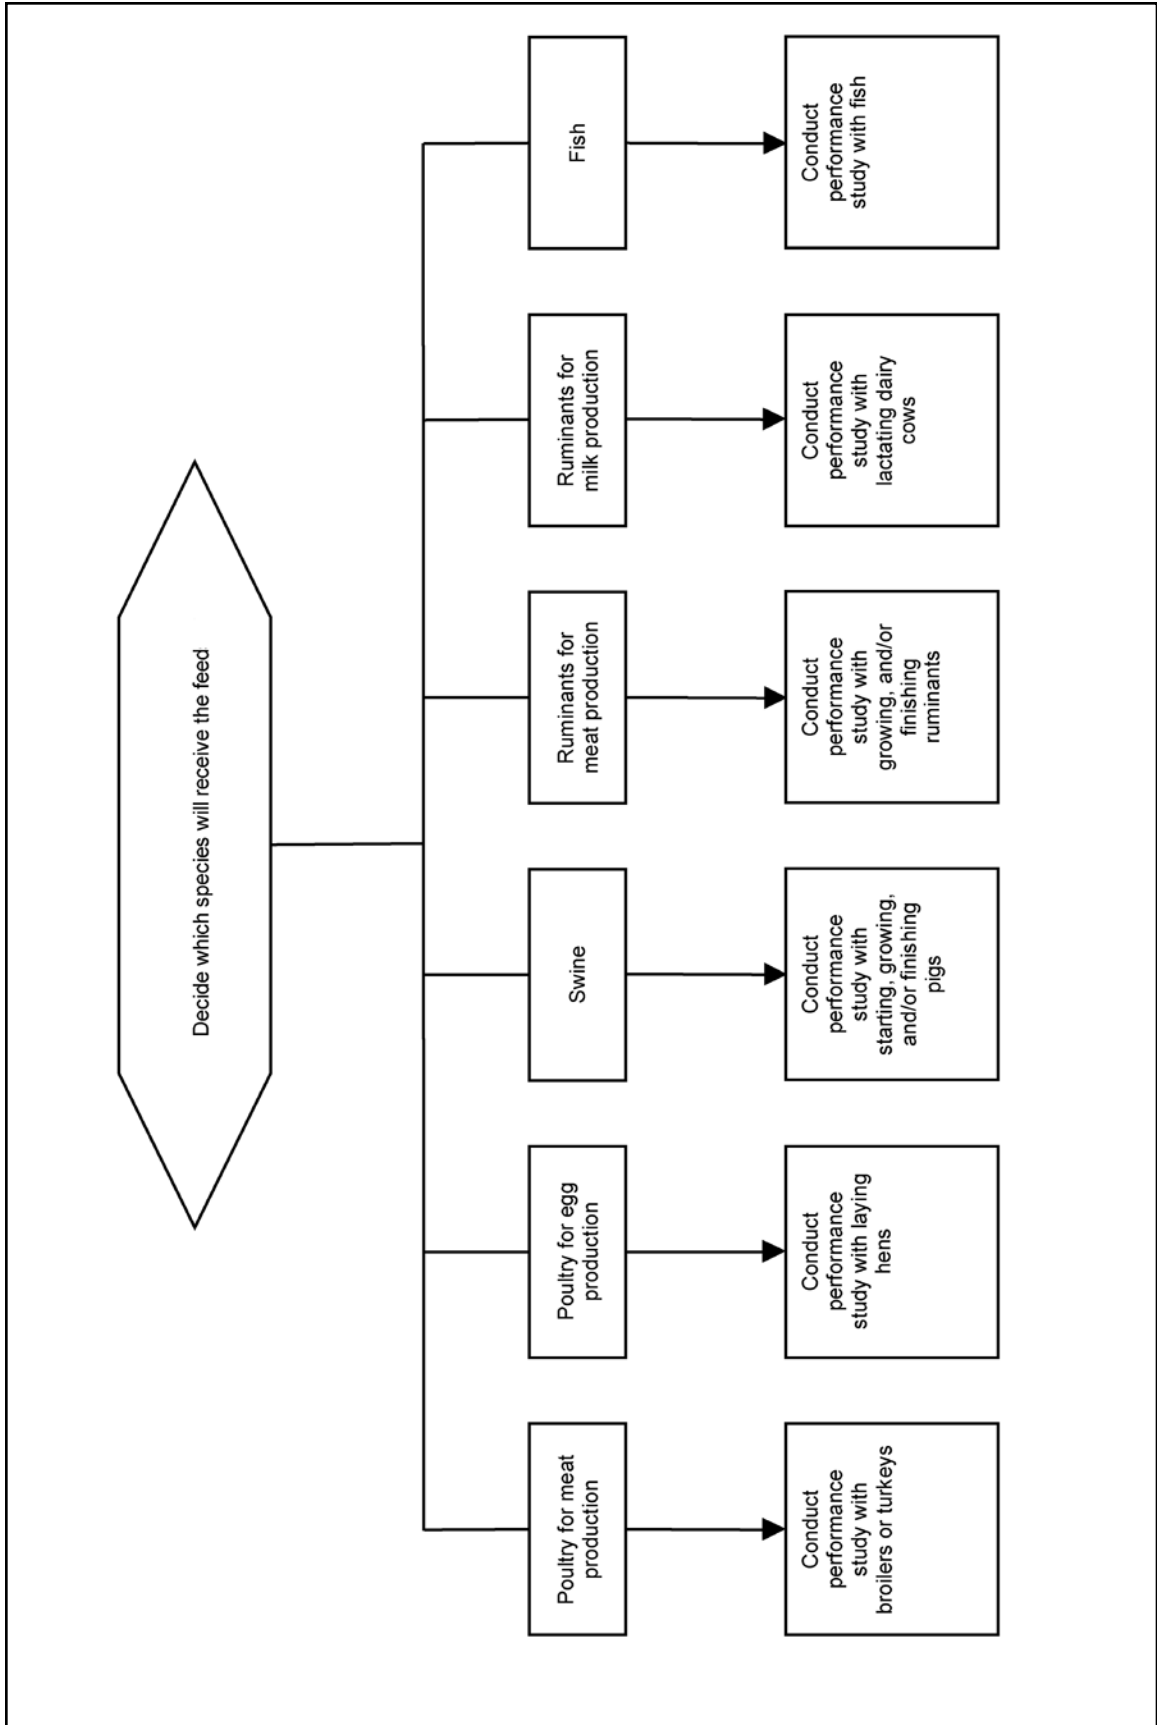 Decide which species will receive the feed
Poultry for meat
production
Poultry for egg
production
Swine
Ruminants for
meat production
Ruminants for
milk production
Fish
Conduct
performance
study with
broilers or turkeys
Conduct
performance
study with laying
hens
Conduct
performance
study with
starting, growing,
and/or finishing
pigs
Conduct
performance
study with
growing, and/or
finishing
ruminants
Conduct
performance
study with
lactating dairy
cows
Conduct
performance
study with fish